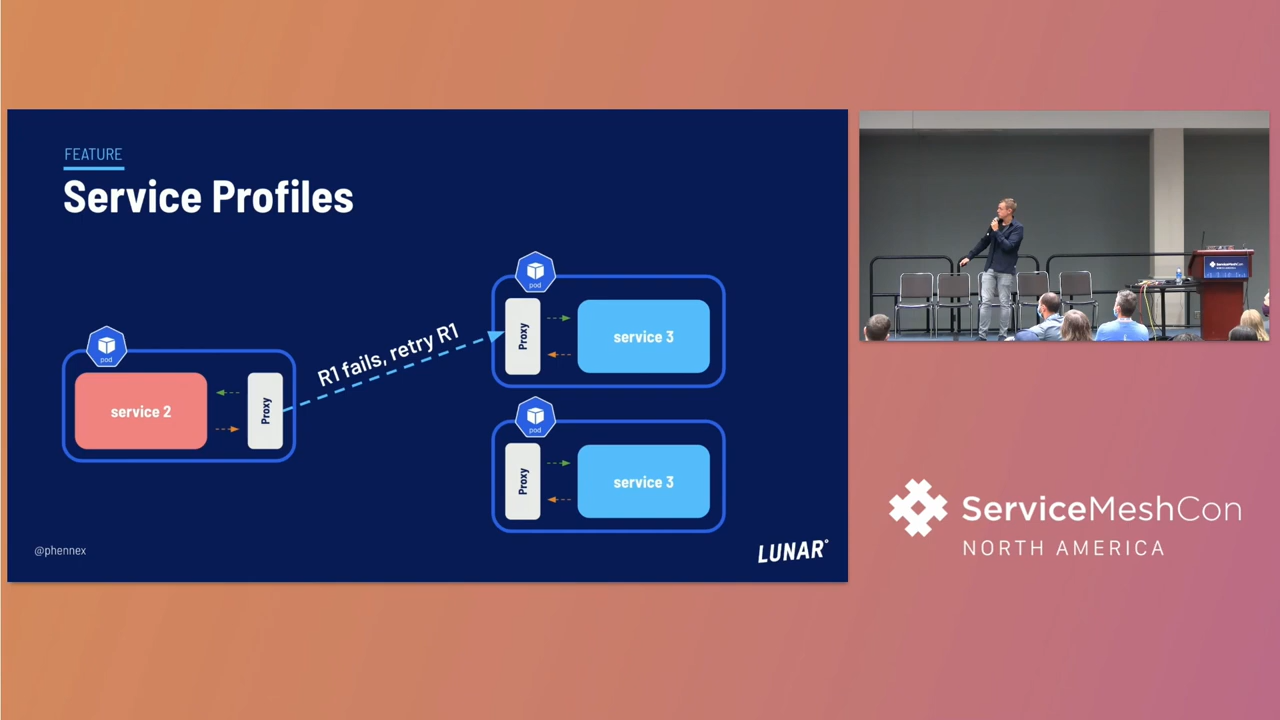 FEATURE
Service Profiles
pod
service 2
Proxy
R1 fails, retry R1
pod
Proxy
service 3
pod
Proxy
service 3
@phennex
LUNAR°
ServiceMeshCon
ServiceMeshCon
NORTH AMERICA